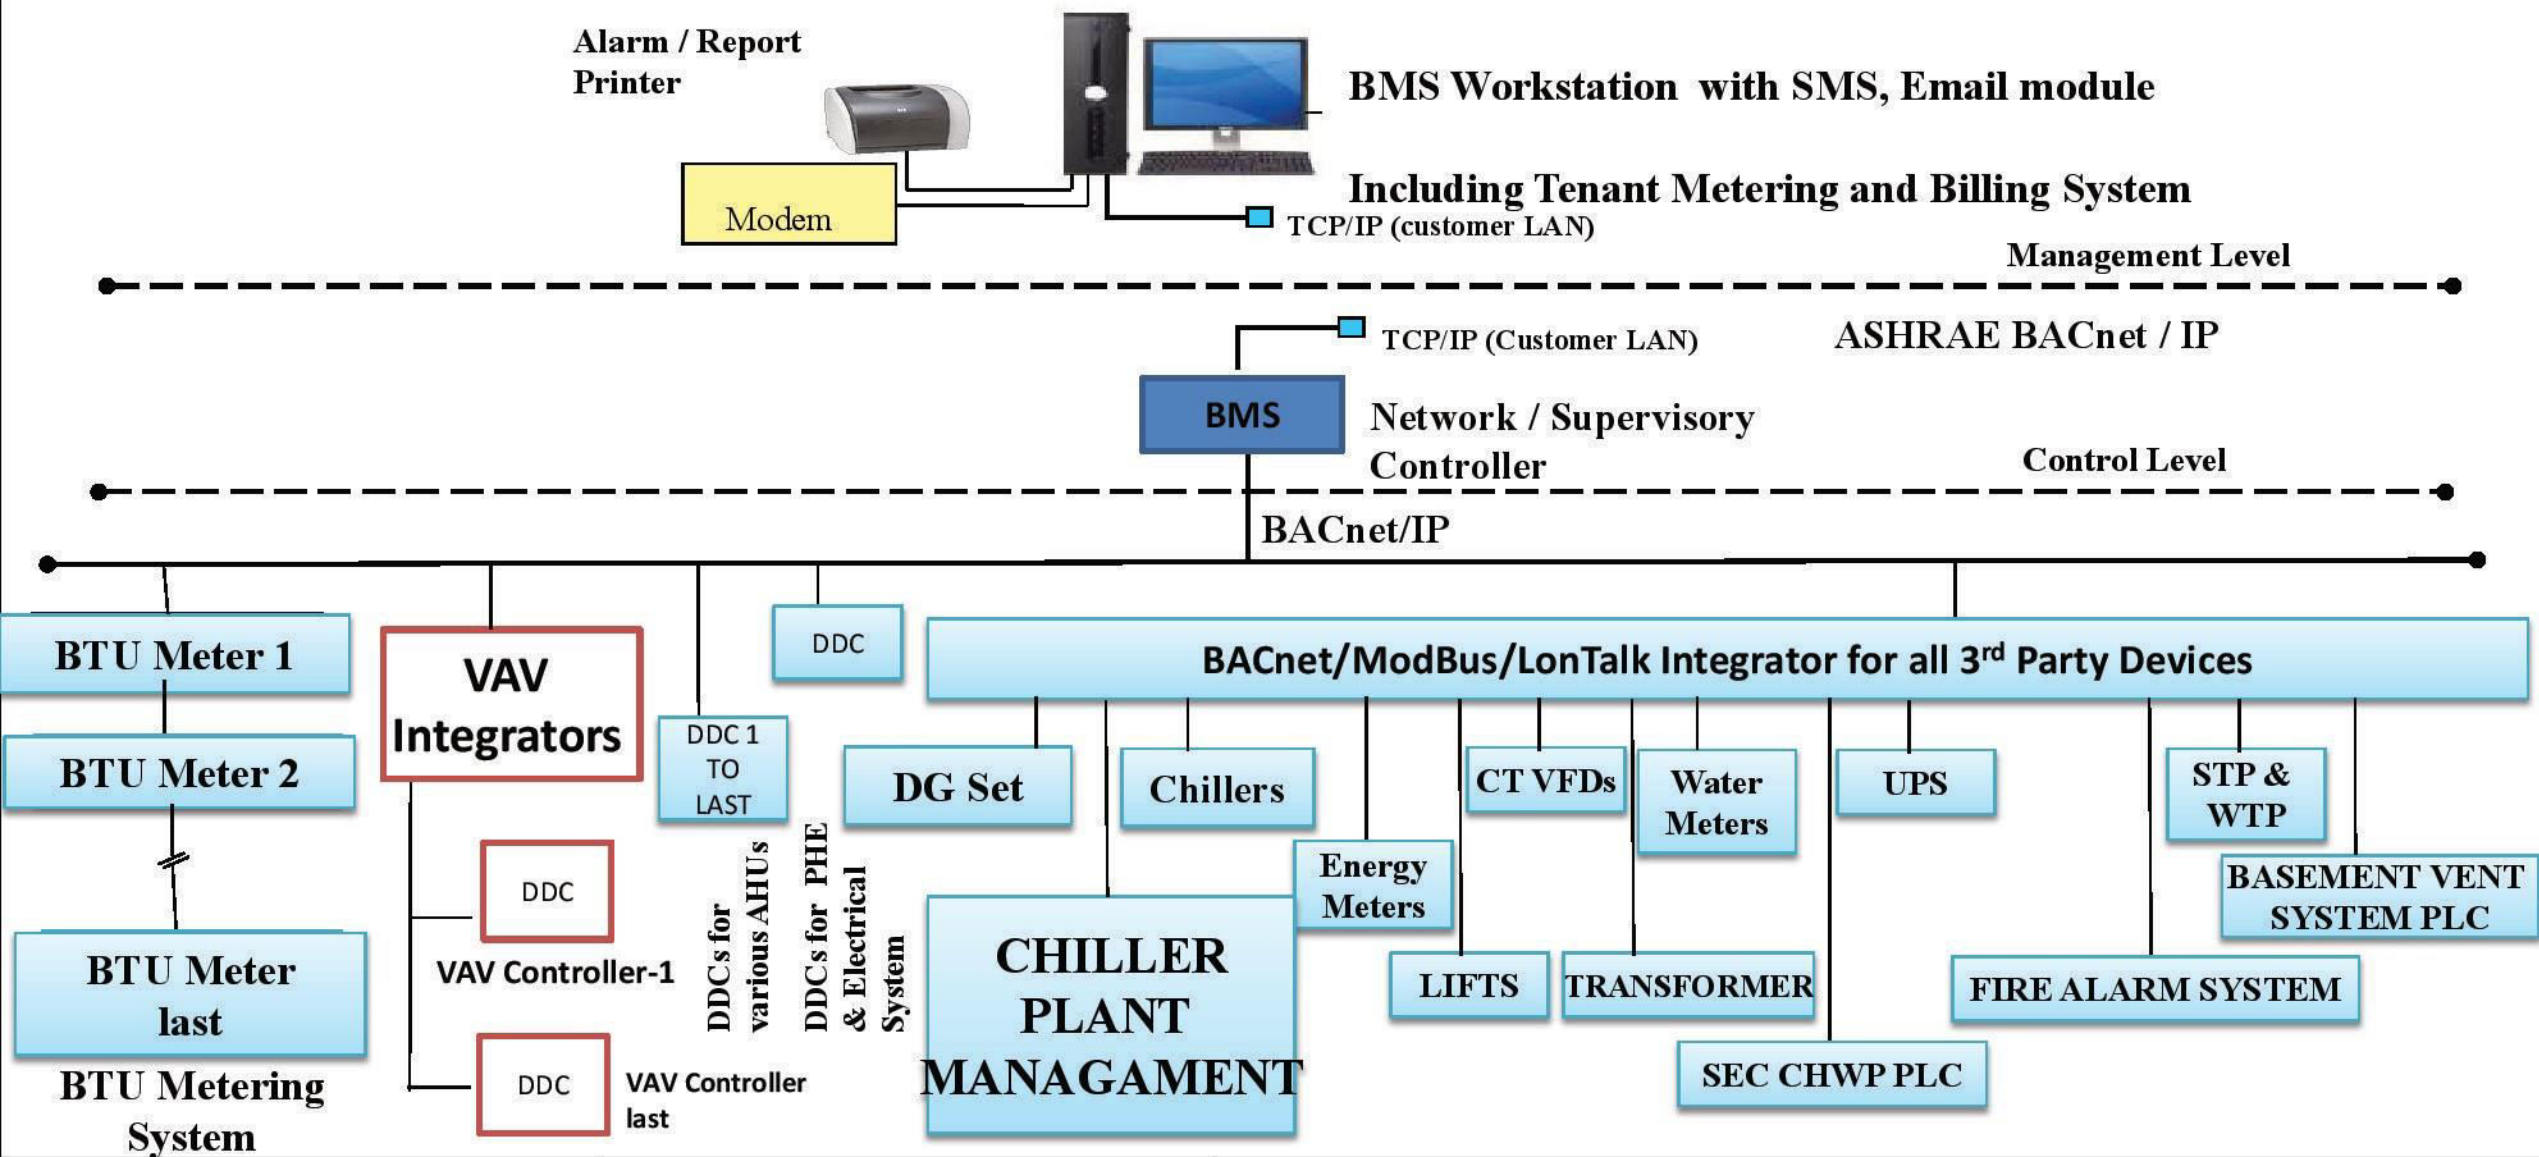 Alarm / Report
Printer
BMS Workstation with SMS, Email module
Modem
Including Tenant Metering and Billing System
TCP/IP (customer LAN)
Management Level
TCP/IP (Customer LAN)
ASHRAE BACnet / IP
BMS
Network / Supervisory
Controller
Control Level
BACnet/IP
BTU Meter 1
BTU Meter 2
BTU Meter
last
BTU Metering
System
VAV
Integrators
DDC
VAV Controller-1
DDC
VAV Controller
last
DDC 1
TO
LAST
DDCs for
various AHUs
DDC
DDCs for PHE
& Electrical
System
BACnet/ModBus/LonTalk Integrator for all 3rd Party Devices
DG Set
CHILLER
PLANT
MANAGAMENT
Chillers
Energy
Meters
LIFTS
CT VFDs
TRANSFORMER
Water
Meters
SEC CHWP PLC
UPS
FIRE ALARM SYSTEM
STP &
WTP
BASEMENT VENT
SYSTEM PLC